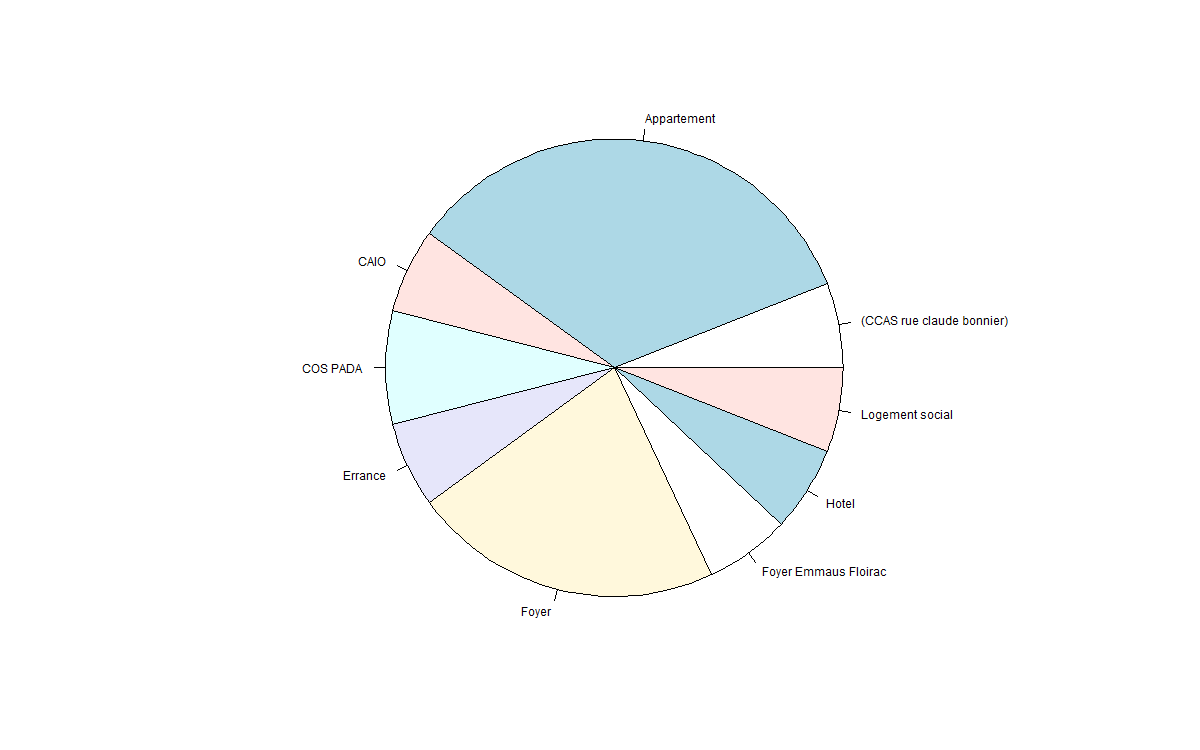 Appartement
CAIO
(CCAS rue claude bonnier)
COS PADA
Logement social
Errance
Hotel
Foyer Emmaus Floirac
Foyer